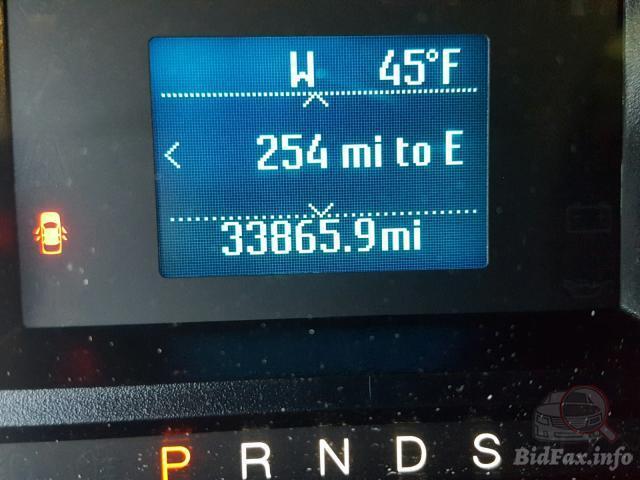 W 45°F
< 254 mi to E
33865.9mi
P R N D S
BidFax.info